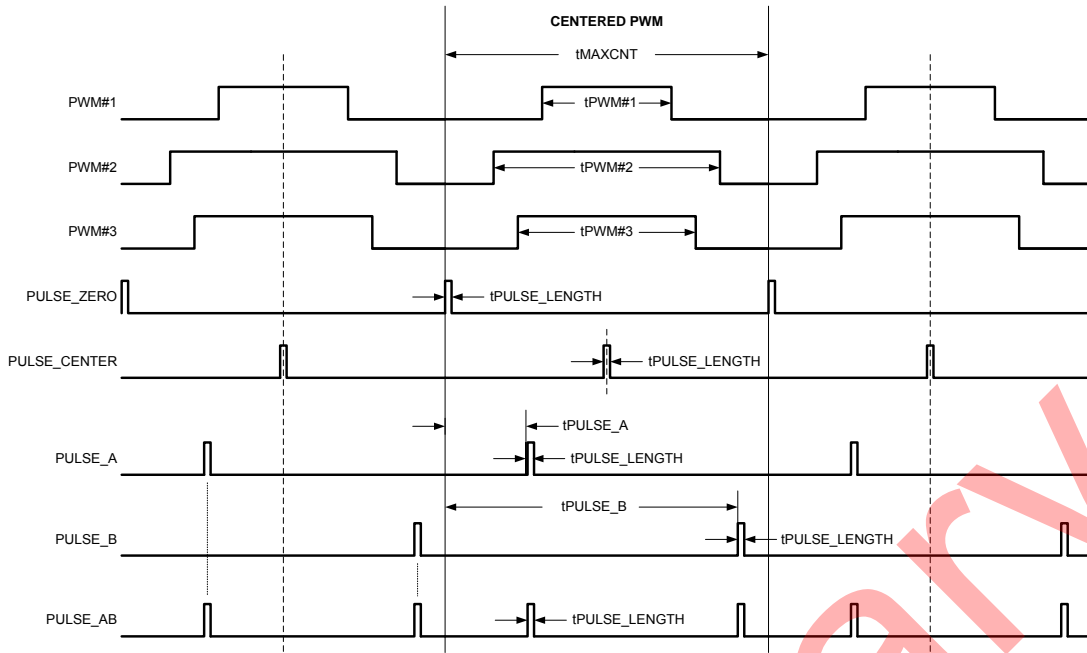 CENTERED PWM
tMAXCNT
PWM#1
tPWM#1
PWM#2
tPWM#2
PWM#3
tPWM#3
PULSE_ZERO
tPULSE_LENGTH
PULSE_CENTER
tPULSE_LENGTH
tPULSE_A
PULSE_A
tPULSE_LENGTH
tPULSE_B
PULSE_B
tPULSE_LENGTH
PULSE_AB
tPULSE_LENGTH
ary